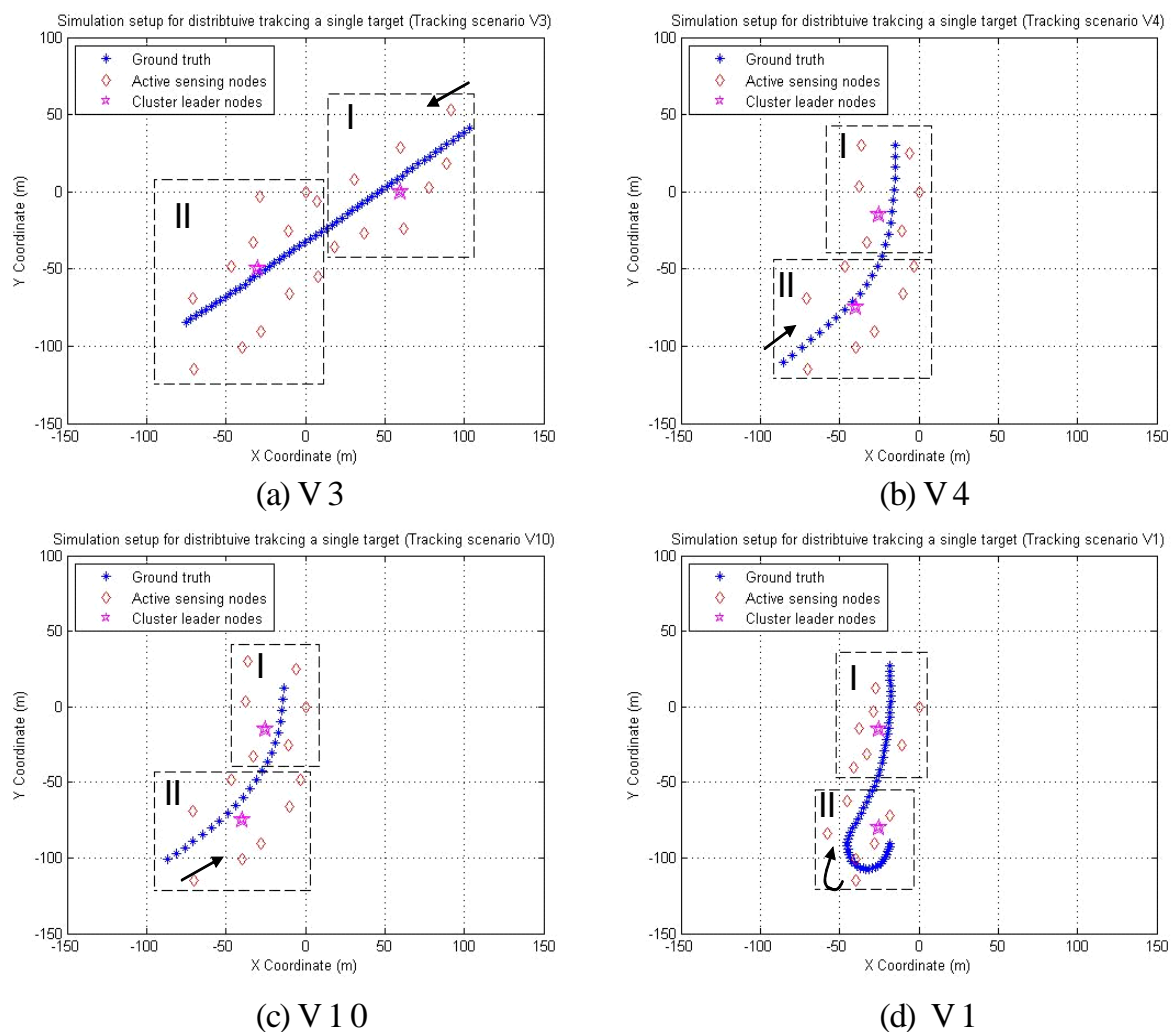 Simulation setup for distribtuive trakcing a single target (Tracking scenario V3)
100
50
0
-50
-100
-150
-150
-100
-50
0
50
100
150
Y Coordinate (m)
X Coordinate (m)
Ground truth
Active sensing nodes
Cluster leader nodes
I
II
(a) V3
Simulation setup for distribtuive trakcing a single target (Tracking scenario V4)
100
50
0
-50
-100
-150
-150
-100
-50
0
50
100
150
Y Coordinate (m)
X Coordinate (m)
Ground truth
Active sensing nodes
Cluster leader nodes
I
II
(b) V4
Simulation setup for distribtuive trakcing a single target (Tracking scenario V10)
100
50
0
-50
-100
-150
-150
-100
-50
0
50
100
150
Y Coordinate (m)
X Coordinate (m)
Ground truth
Active sensing nodes
Cluster leader nodes
I
II
(c) V10
Simulation setup for distribtuive trakcing a single target (Tracking scenario V1)
100
50
0
-50
-100
-150
-150
-100
-50
0
50
100
150
Y Coordinate (m)
X Coordinate (m)
Ground truth
Active sensing nodes
Cluster leader nodes
I
II
(d) V1